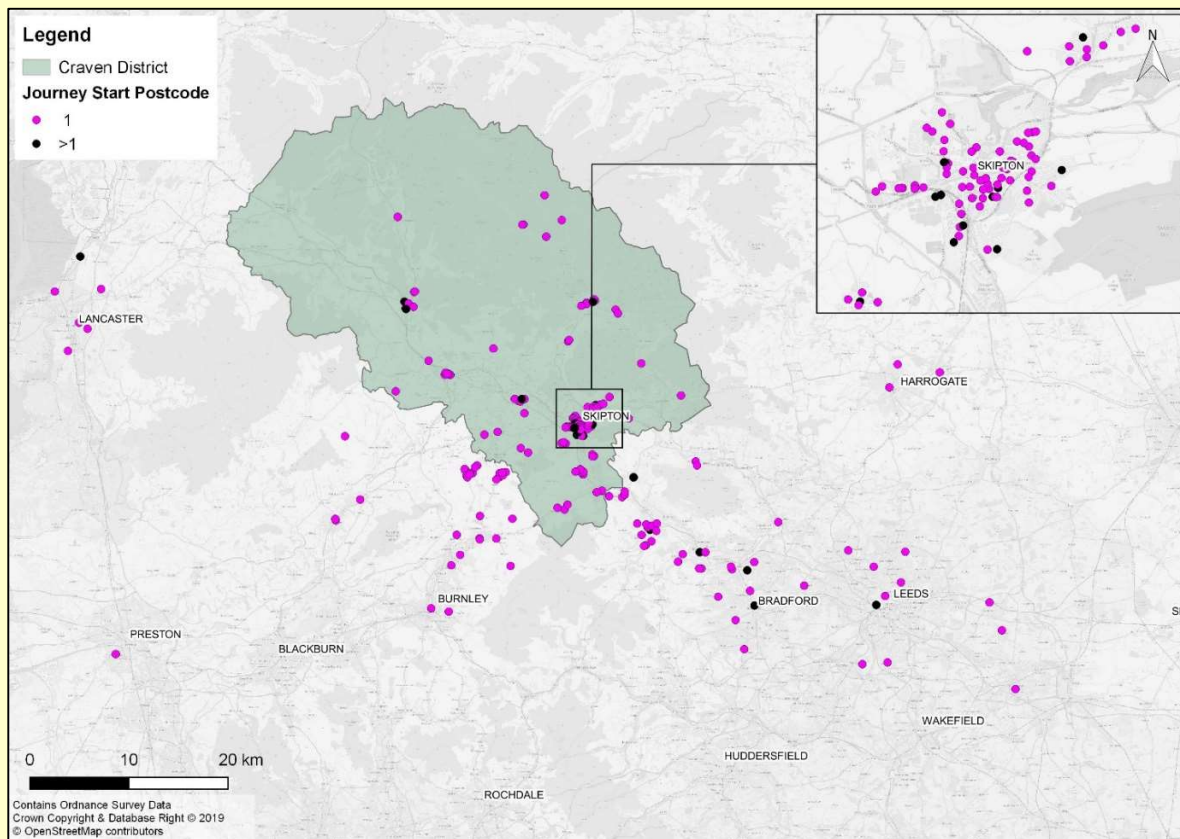 Legend
Craven District
Journey Start Postcode
1
>1
N
SKIPTON
LANCASTER
HARROGATE
SKIPTON
BURNLEY
BRADFORD
LEEDS
PRESTON
BLACKBURN
WAKEFIELD
HUDDERSFIELD
ROCHDALE
0 10 20 km
Contains Ordnance Survey Data
Crown Copyright & Database Right © 2019
© OpenStreetMap contributors